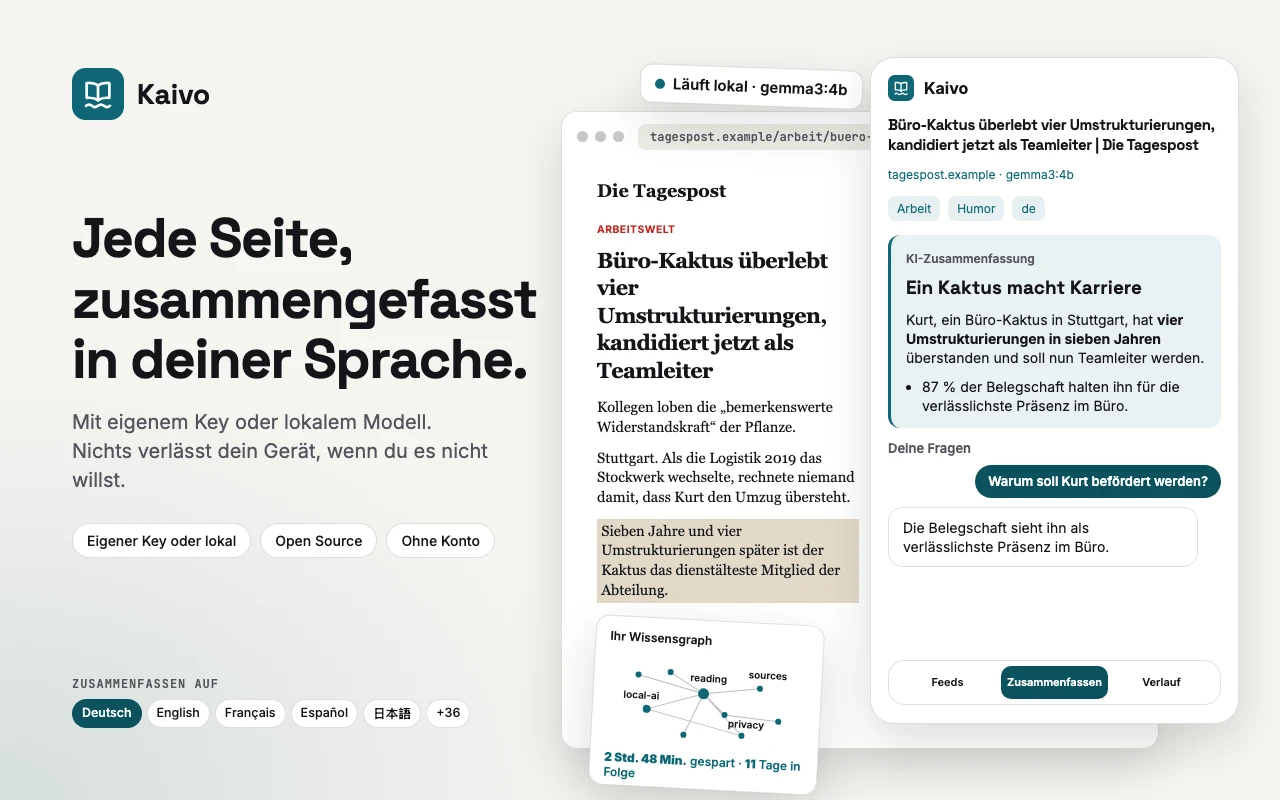 Kaivo
Jede Seite,
zusammengefasst
in deiner Sprache.
Mit eigenem Key oder lokalem Modell.
Nichts verlässt dein Gerät, wenn du es nicht
willst.
Eigener Key oder lokal
Open Source
Ohne Konto
ZUSAMMENFASSEN AUF
Deutsch
English
Français
Español
日本語
+36
Läuft lokal · gemma3:4b
tagespost.example/arbeit/buero-
Die Tagespost
ARBEITSWELT
Büro-Kaktus überlebt
vier
Umstrukturierungen,
kandidiert jetzt als
Teamleiter
Kollegen loben die „bemerkenswerte
Widerstandskraft“ der Pflanze.
Stuttgart. Als die Logistik 2019 das
Stockwerk wechselte, rechnete niemand
damit, dass Kurt den Umzug übersteht.
Sieben Jahre und vier
Umstrukturierungen später ist der
Kaktus das dienstälteste Mitglied der
Abteilung.
Ihr Wissensgraph
reading
sources
local-ai
privacy
2 Std. 48 Min. gespart · 11 Tage in
Folge
Kaivo
Büro-Kaktus überlebt vier Umstrukturierungen,
kandidiert jetzt als Teamleiter | Die Tagespost
tagespost.example · gemma3:4b
Arbeit
Humor
de
KI-Zusammenfassung
Ein Kaktus macht Karriere
Kurt, ein Büro-Kaktus in Stuttgart, hat vier
Umstrukturierungen in sieben Jahren
überstanden und soll nun Teamleiter werden.
• 87 % der Belegschaft halten ihn für die
verlässlichste Präsenz im Büro.
Deine Fragen
Warum soll Kurt befördert werden?
Die Belegschaft sieht ihn als
verlässlichste Präsenz im Büro.
Feeds
Zusammenfassen
Verlauf